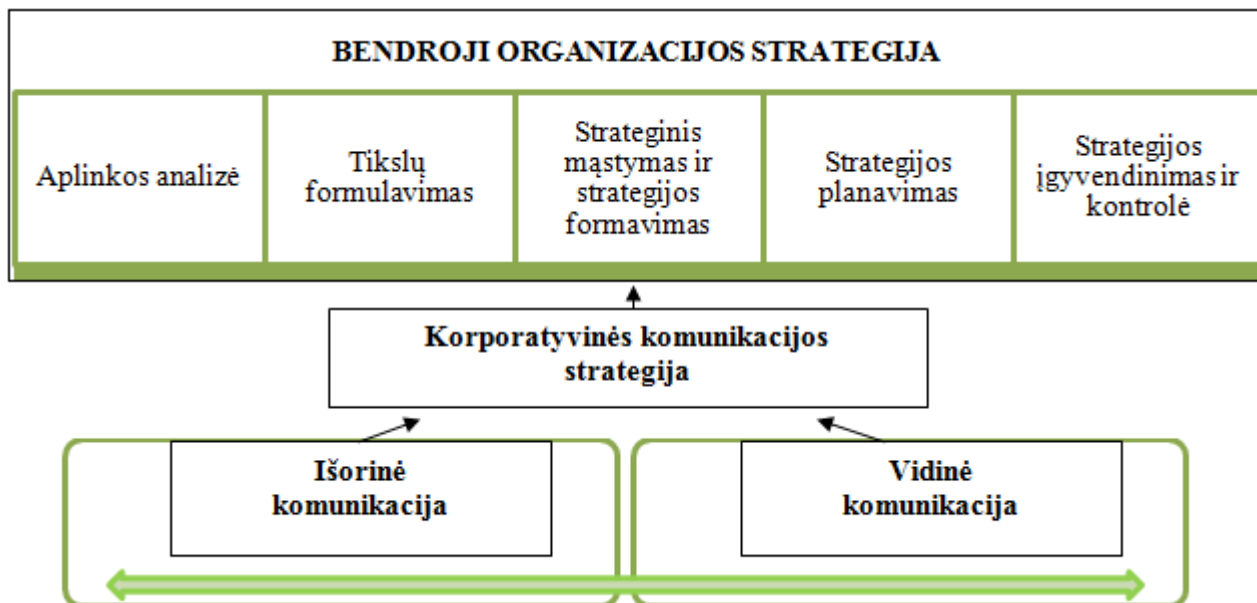 BENDROJI ORGANIZACIJOS STRATEGIJA
Aplinkos analizė
Tikslų
formulavimas
Strateginis
mąstymas ir
strategijos
formavimas
Strategijos
planavimas
Strategijos
įgyvendinimas ir
kontrolė
Korporatyvinės komunikacijos
strategija
Išorinė
komunikacija
Vidinė
komunikacija